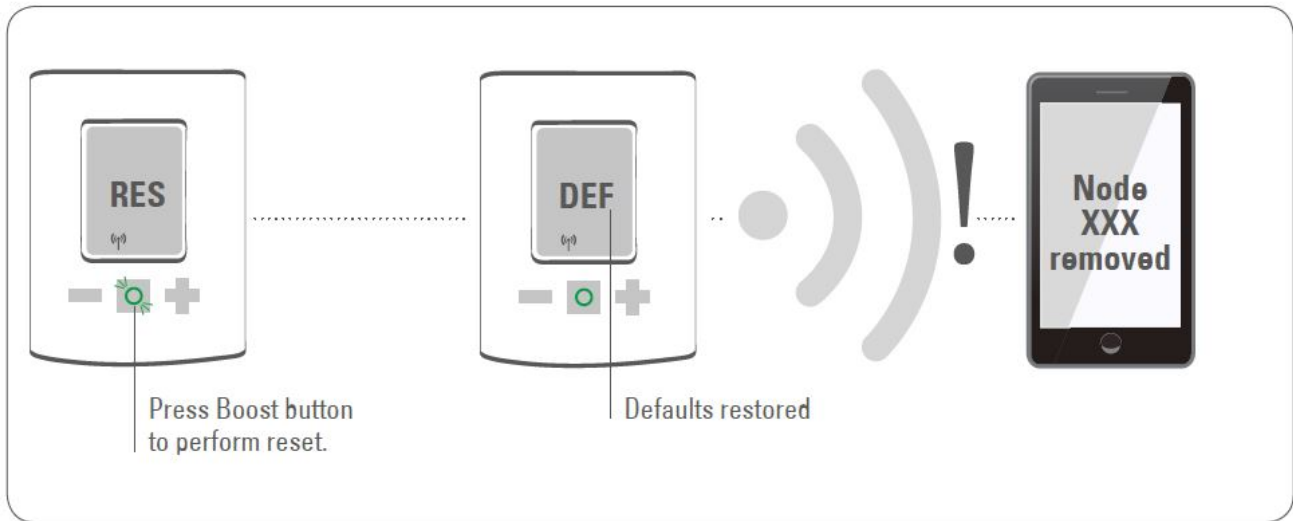 RES
DEF
Node
XXX
removed
Press Boost button
to perform reset.
Defaults restored